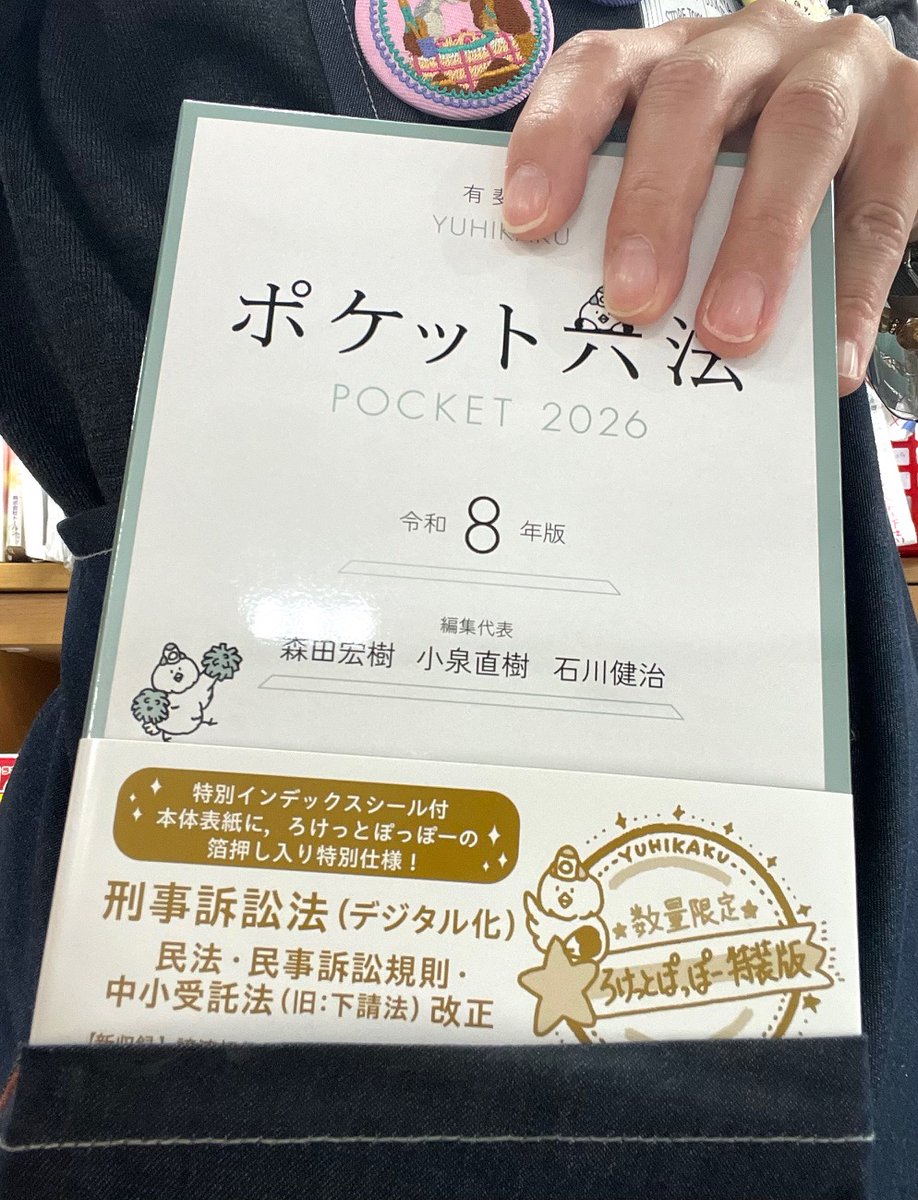 有斐
YUHIKAKU
ポケット六法
POCKET 2026
令和8年版
編集代表
森田宏樹 小泉直樹 石川健治
特別インデックスシール付
本体表紙に，ろけっとぽっぽーの
箔押し入り特別仕様！
刑事訴訟法（デジタル化）
民法・民事訴訟規則・
中小受託法（旧：下請法）改正
YUHIKAKU
★数量限定★
ろけっとぽっぽー特装版